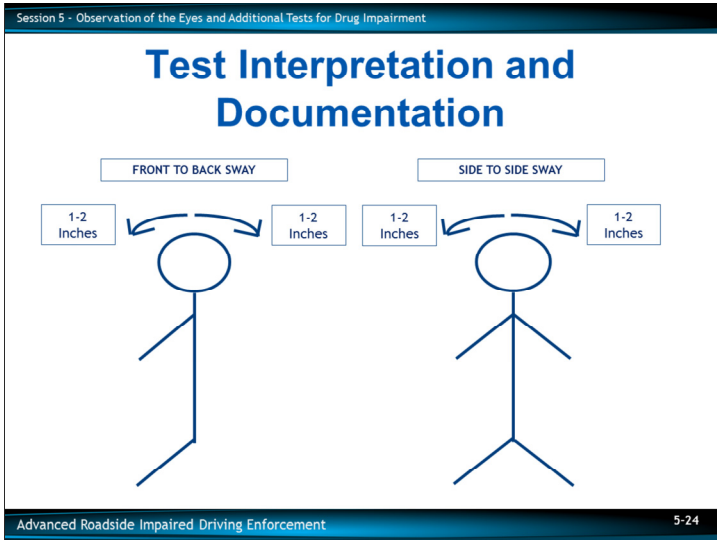 Session 5 - Observation of the Eyes and Additional Tests for Drug Impairment
Test Interpretation and
Documentation
FRONT TO BACK SWAY
SIDE TO SIDE SWAY
1-2
Inches
1-2
Inches
1-2
Inches
1-2
Inches
Advanced Roadside Impaired Driving Enforcement
5-24